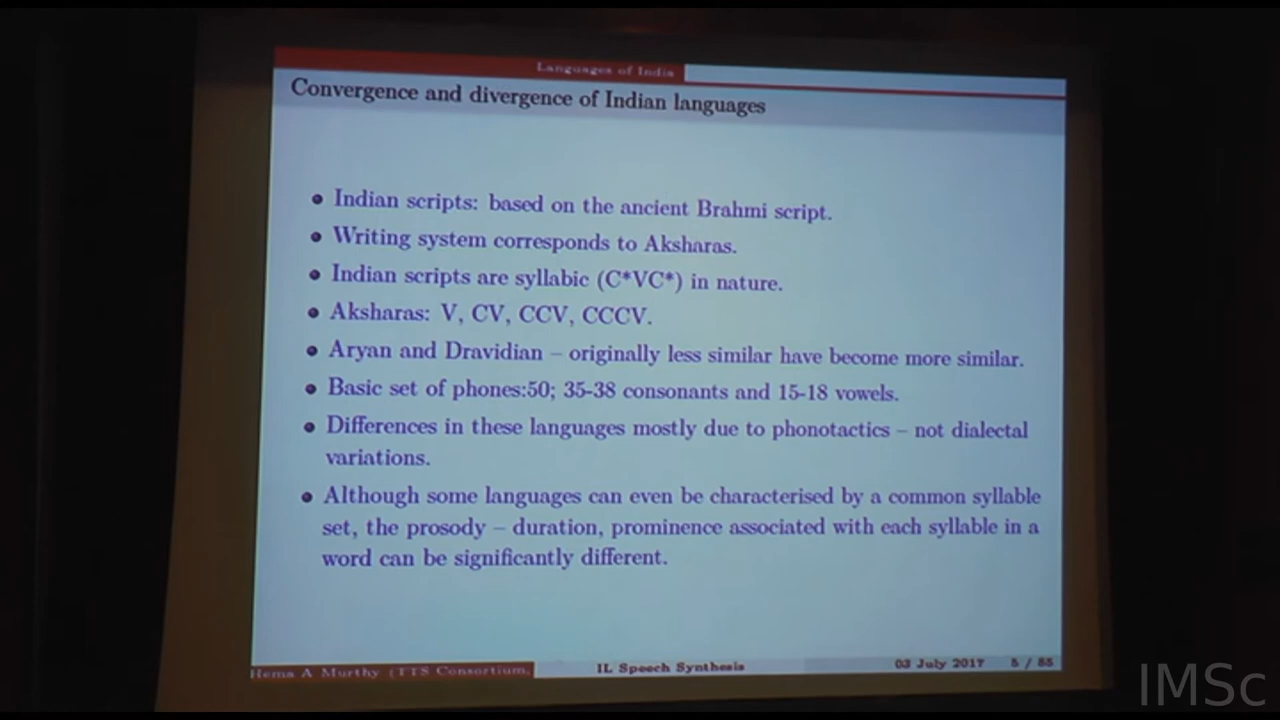 Languages of India
Convergence and divergence of Indian languages
• Indian scripts: based on the ancient Brahmi script.
• Writing system corresponds to Aksharas.
• Indian scripts are syllabic (C*VC*) in nature.
• Aksharas: V, CV, CCV, CCCV.
• Aryan and Dravidian – originally less similar have become more similar.
• Basic set of phones:50; 35-38 consonants and 15-18 vowels.
• Differences in these languages mostly due to phonotactics – not dialectal
variations.
• Although some languages can even be characterised by a common syllable
set, the prosody – duration, prominence associated with each syllable in a
word can be significantly different.
Hema A Murthy (TTS Consortium, IL Speech Synthesis 03 July 2017 5 / 85
IMSc